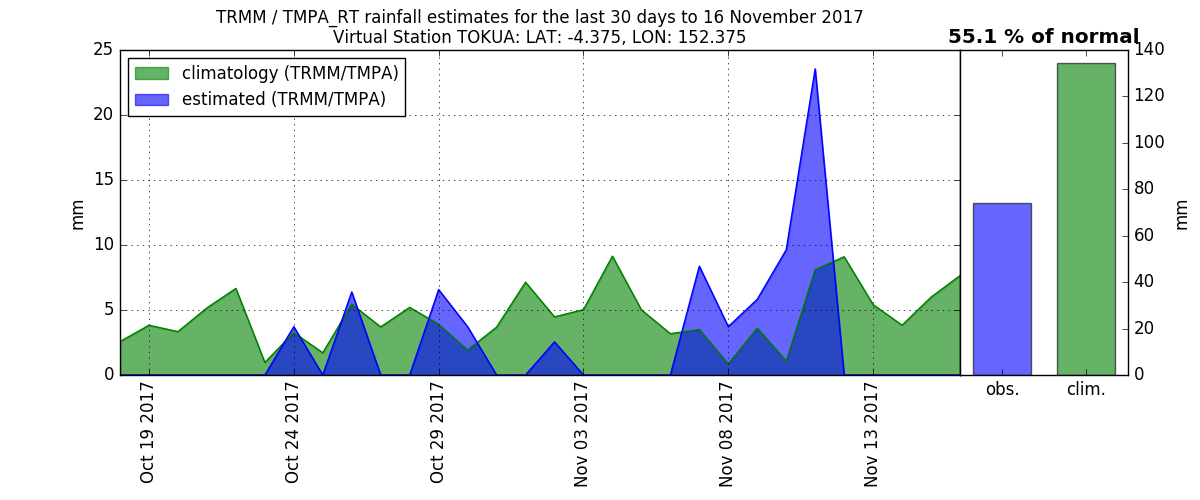 TRMM / TMPA_RT rainfall estimates for the last 30 days to 16 November 2017
Virtual Station TOKUA: LAT: -4.375, LON: 152.375
55.1 % of normal
climatology (TRMM/TMPA)
estimated (TRMM/TMPA)
mm
25
20
15
10
5
0
Oct 19 2017
Oct 24 2017
Oct 29 2017
Nov 03 2017
Nov 08 2017
Nov 13 2017
140
120
100
80
60
40
20
0
mm
obs.
clim.